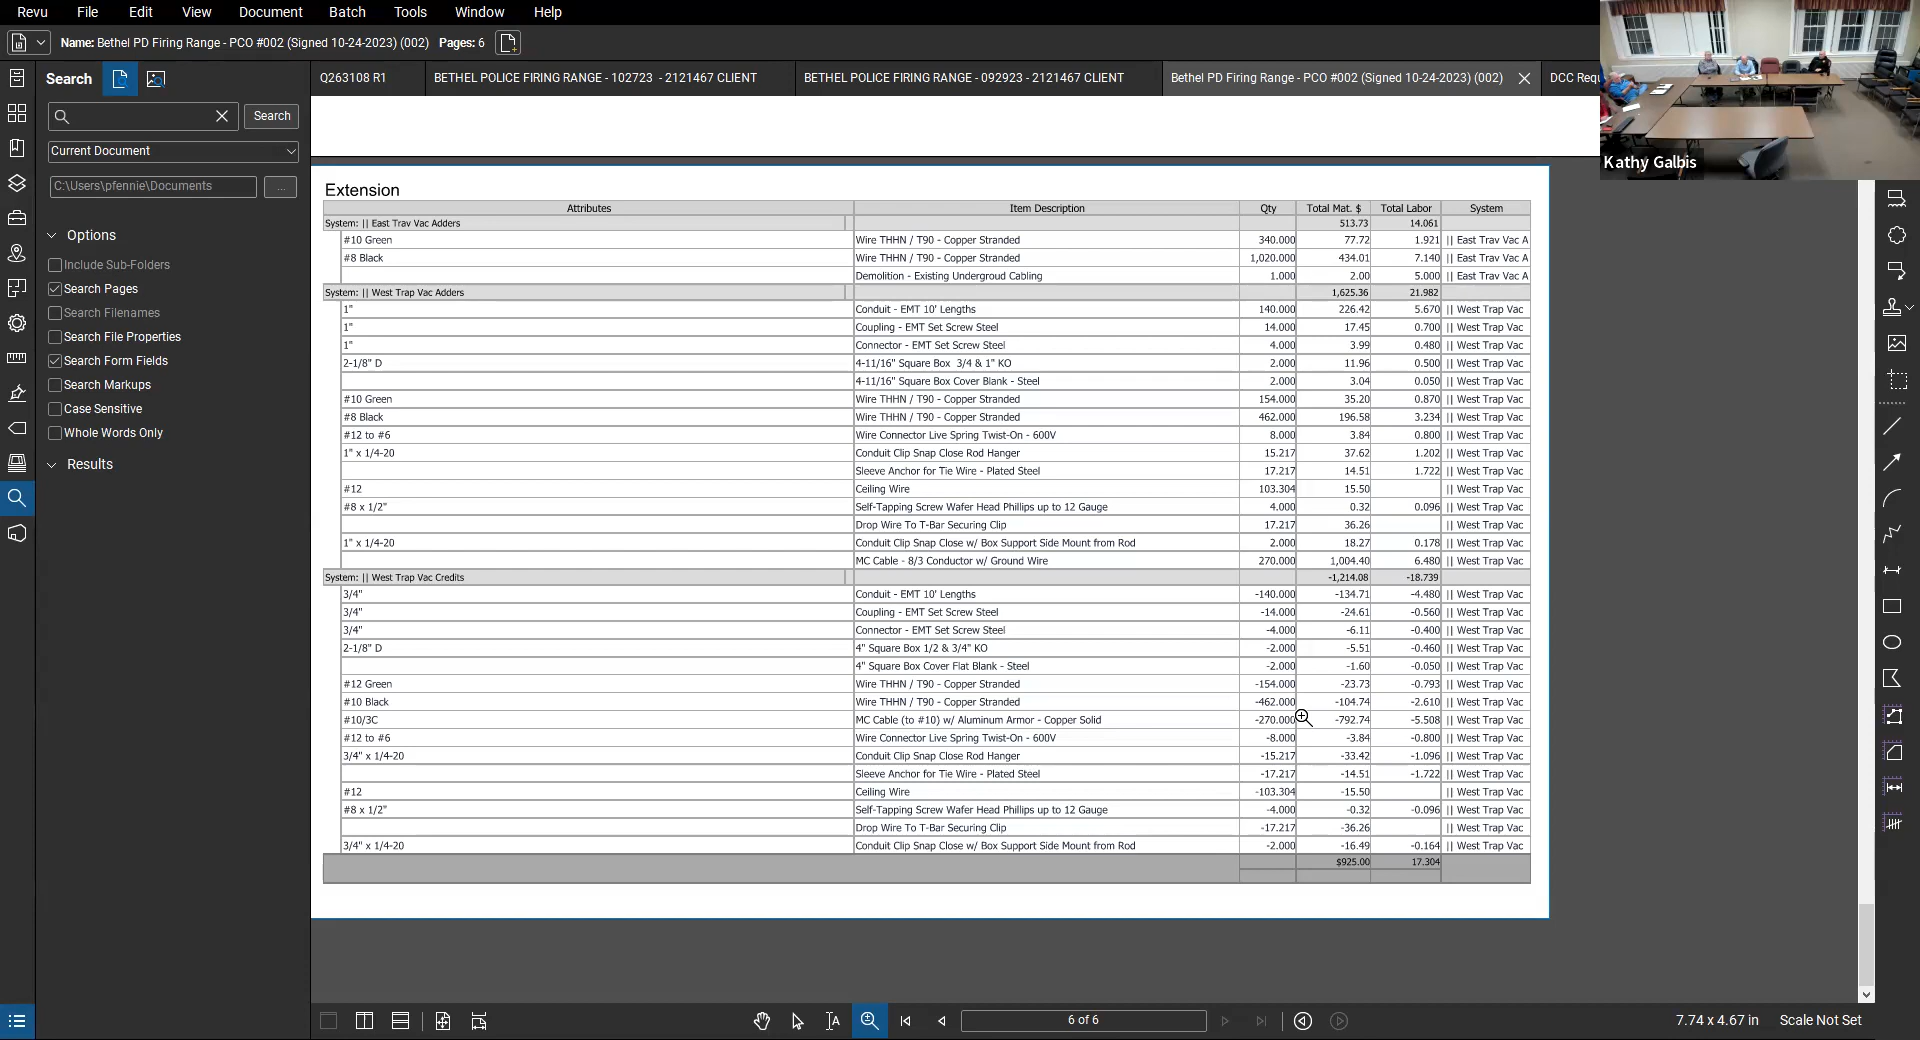 Revu File Edit View Document Batch Tools Window Help
Name: Bethel PD Firing Range - PCO #002 (Signed 10-24-2023) (002) Pages: 6
Search
Q263108 R1 BETHEL POLICE FIRING RANGE - 102723 - 2121467 CLIENT BETHEL POLICE FIRING RANGE - 092923 - 2121467 CLIENT Bethel PD Firing Range - PCO #002 (Signed 10-24-2023) (002) DCC Requ
Kathy Galbis
Search
Current Document
C:\Users\pfennie\Documents ...
Options
Include Sub-Folders
Search Pages
Search Filenames
Search File Properties
Search Form Fields
Search Markups
Case Sensitive
Whole Words Only
Results
Extension
Attributes Item Description Qty Total Mat. $ Total Labor System
System: || East Trav Vac Adders 513.73 14.061
#10 Green Wire THHN / T90 - Copper Stranded 340.000 77.72 1.921 || East Trav Vac A
#8 Black Wire THHN / T90 - Copper Stranded 1,020.000 434.01 7.140 || East Trav Vac A
Demolition - Existing Undergroud Cabling 1.000 2.00 5.000 || East Trav Vac A
System: || West Trap Vac Adders 1,625.36 21.982
1" Conduit - EMT 10' Lengths 140.000 226.42 5.670 || West Trap Vac
1" Coupling - EMT Set Screw Steel 14.000 17.45 0.700 || West Trap Vac
1" Connector - EMT Set Screw Steel 4.000 3.99 0.480 || West Trap Vac
2-1/8" D 4-11/16" Square Box 3/4 & 1" KO 2.000 11.96 0.500 || West Trap Vac
4-11/16" Square Box Cover Blank - Steel 2.000 3.04 0.050 || West Trap Vac
#10 Green Wire THHN / T90 - Copper Stranded 154.000 35.20 0.870 || West Trap Vac
#8 Black Wire THHN / T90 - Copper Stranded 462.000 196.58 3.234 || West Trap Vac
#12 to #6 Wire Connector Live Spring Twist-On - 600V 8.000 3.84 0.800 || West Trap Vac
1" x 1/4-20 Conduit Clip Snap Close Rod Hanger 15.217 37.62 1.202 || West Trap Vac
Sleeve Anchor for Tie Wire - Plated Steel 17.217 14.51 1.722 || West Trap Vac
#12 Ceiling Wire 103.304 15.50 || West Trap Vac
#8 x 1/2" Self-Tapping Screw Wafer Head Phillips up to 12 Gauge 4.000 0.32 0.096 || West Trap Vac
Drop Wire To T-Bar Securing Clip 17.217 36.26 || West Trap Vac
1" x 1/4-20 Conduit Clip Snap Close w/ Box Support Side Mount from Rod 2.000 18.27 0.178 || West Trap Vac
MC Cable - 8/3 Conductor w/ Ground Wire 270.000 1,004.40 6.480 || West Trap Vac
System: || West Trap Vac Credits -1,214.08 -18.739
3/4" Conduit - EMT 10' Lengths -140.000 -134.71 -4.480 || West Trap Vac
3/4" Coupling - EMT Set Screw Steel -14.000 -24.61 -0.560 || West Trap Vac
3/4" Connector - EMT Set Screw Steel -4.000 -6.11 -0.400 || West Trap Vac
2-1/8" D 4" Square Box 1/2 & 3/4" KO -2.000 -5.51 -0.460 || West Trap Vac
4" Square Box Cover Flat Blank - Steel -2.000 -1.60 -0.050 || West Trap Vac
#12 Green Wire THHN / T90 - Copper Stranded -154.000 -23.73 -0.793 || West Trap Vac
#10 Black Wire THHN / T90 - Copper Stranded -462.000 -104.74 -2.610 || West Trap Vac
#10/3C MC Cable (to #10) w/ Aluminum Armor - Copper Solid -270.000 -792.74 -5.508 || West Trap Vac
#12 to #6 Wire Connector Live Spring Twist-On - 600V -8.000 -3.84 -0.800 || West Trap Vac
3/4" x 1/4-20 Conduit Clip Snap Close Rod Hanger -15.217 -33.42 -1.096 || West Trap Vac
Sleeve Anchor for Tie Wire - Plated Steel -17.217 -14.51 -1.722 || West Trap Vac
#12 Ceiling Wire -103.304 -15.50 || West Trap Vac
#8 x 1/2" Self-Tapping Screw Wafer Head Phillips up to 12 Gauge -4.000 -0.32 -0.096 || West Trap Vac
Drop Wire To T-Bar Securing Clip -17.217 -36.26 || West Trap Vac
3/4" x 1/4-20 Conduit Clip Snap Close w/ Box Support Side Mount from Rod -2.000 -16.49 -0.164 || West Trap Vac
$925.00 17.304
6 of 6 7.74 x 4.67 in Scale Not Set